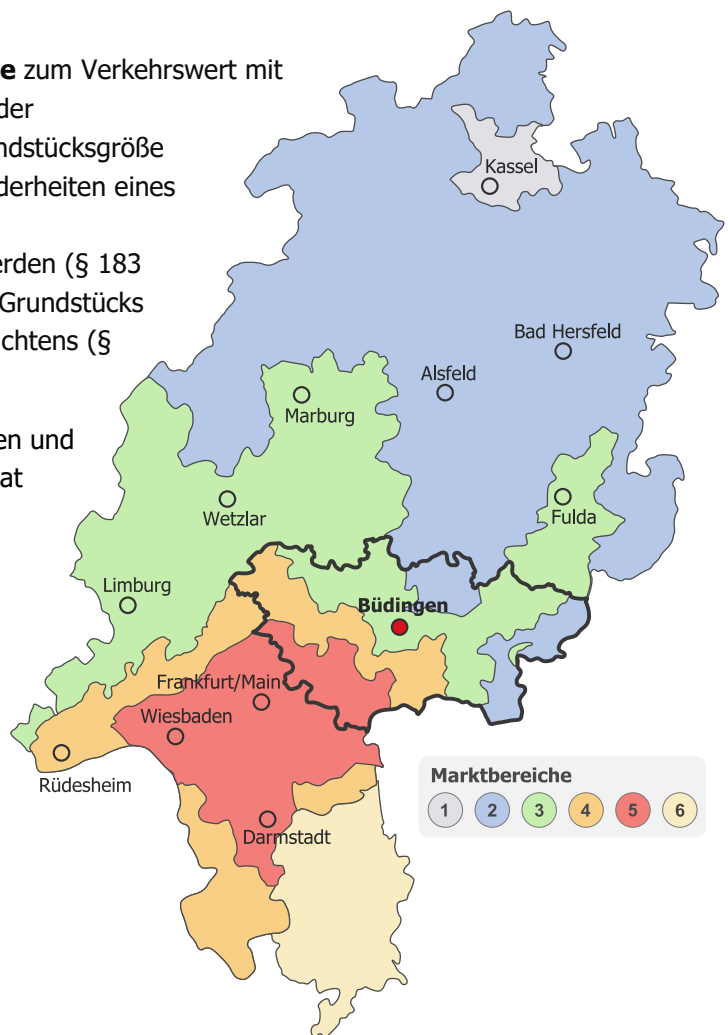 e zum Verkehrswert mit
der
ndstücksgröße
derheiten eines
erden (§ 183
Grundstücks
chtens (§
en und
at
Kassel
Bad Hersfeld
Alsfeld
Marburg
Wetzlar
Fulda
Limburg
Büdingen
Frankfurt/Main
Wiesbaden
Rüdesheim
Darmstadt
Marktbereiche
1 2 3 4 5 6